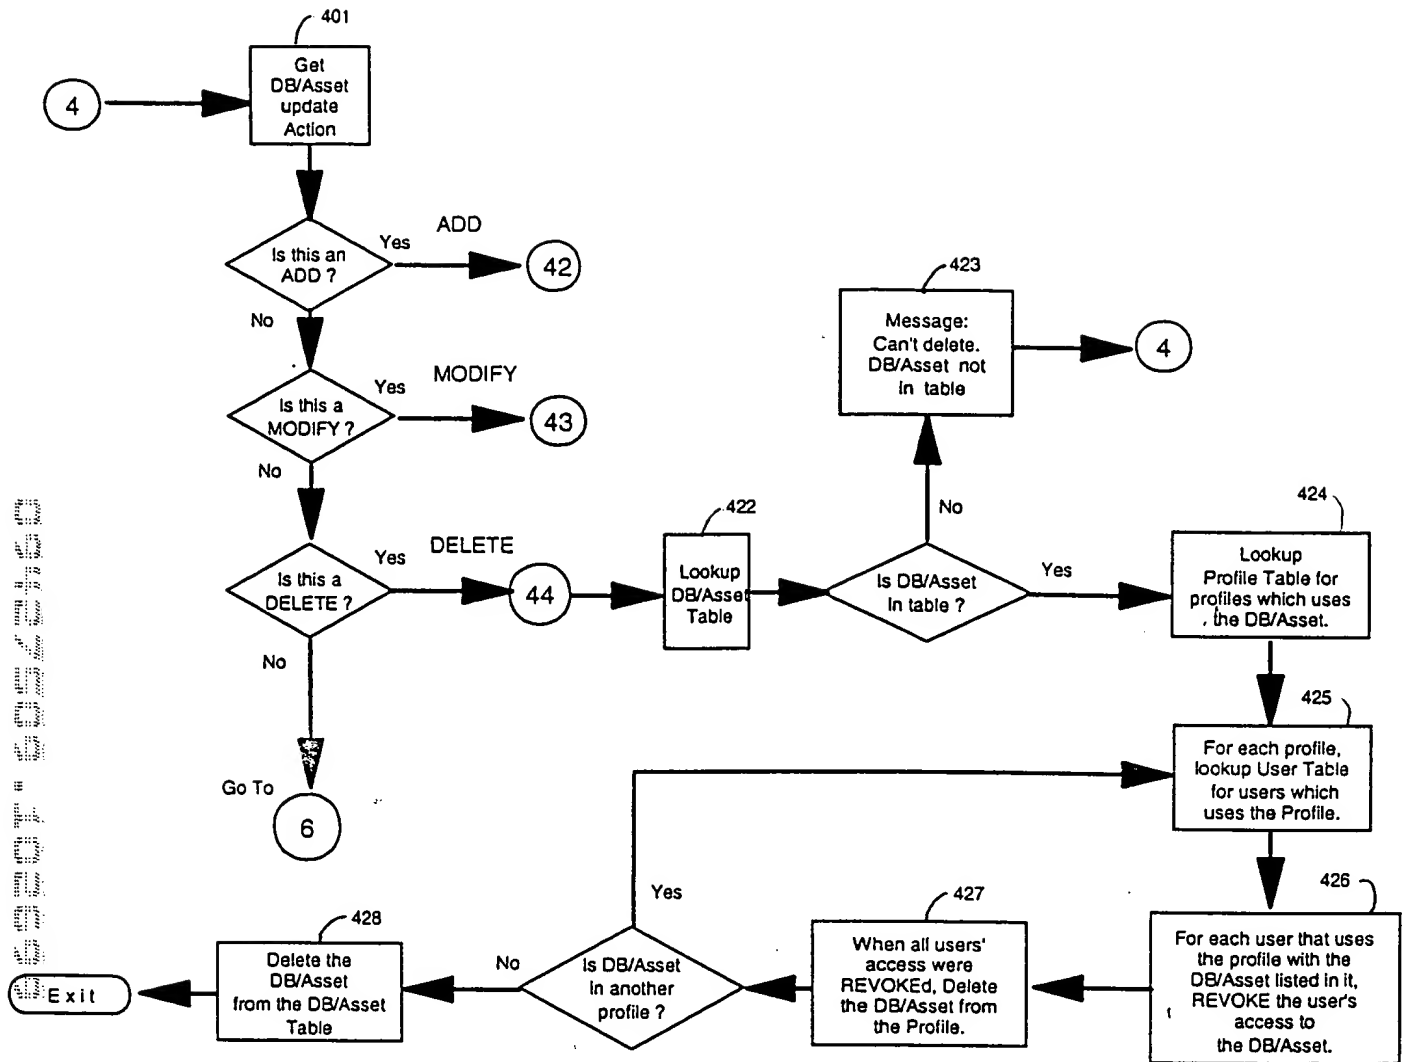 401
Get
DB/Asset
update
Action
4
Is this an
ADD ?
Yes
ADD
42
No
Is this a
MODIFY ?
Yes
MODIFY
43
No
Is this a
DELETE ?
Yes
DELETE
44
No
Go To
6
422
Lookup
DB/Asset
Table
Is DB/Asset
In table ?
No
423
Message:
Can't delete.
DB/Asset not
In table
4
Yes
424
Lookup
Profile Table for
profiles which uses
the DB/Asset.
425
For each profile,
lookup User Table
for users which
uses the Profile.
426
For each user that uses
the profile with the
DB/Asset listed in it,
REVOKE the user's
access to
the DB/Asset.
427
When all users'
access were
REVOKEd, Delete
the DB/Asset from
the Profile.
Is DB/Asset
In another
profile ?
Yes
No
428
Delete the
DB/Asset
from the DB/Asset
Table
Exit